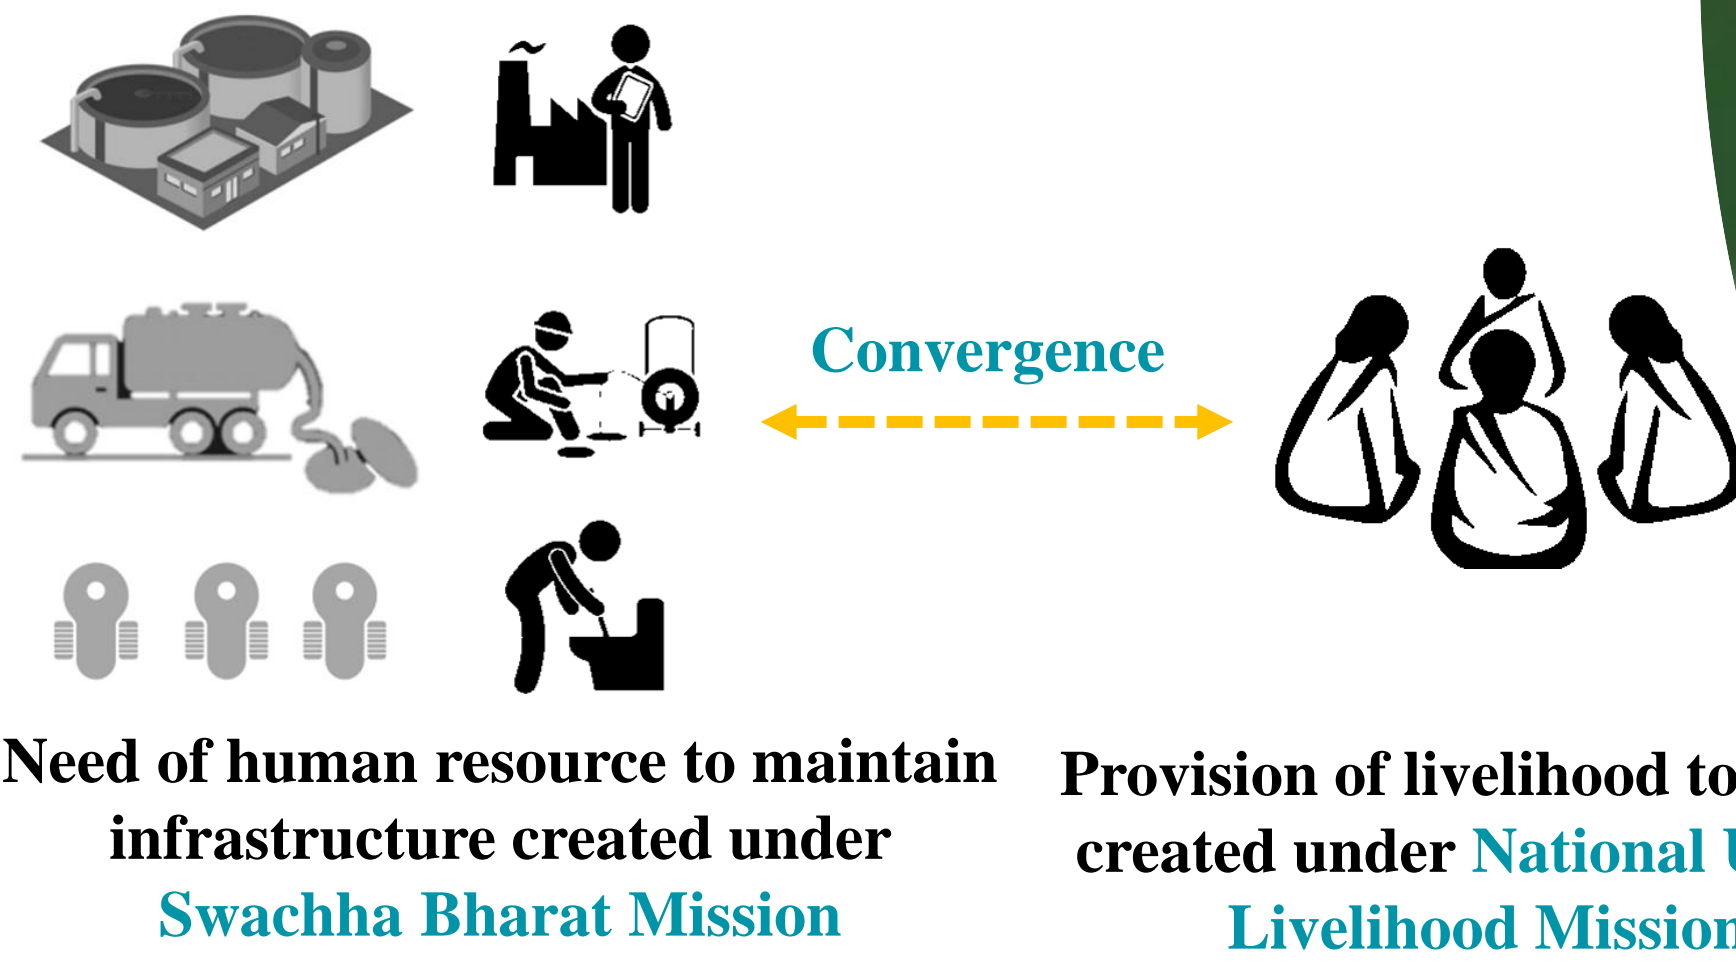 Convergence
Need of human resource to maintain
infrastructure created under
Swachha Bharat Mission
Provision of livelihood to
created under National
Livelihood Mission